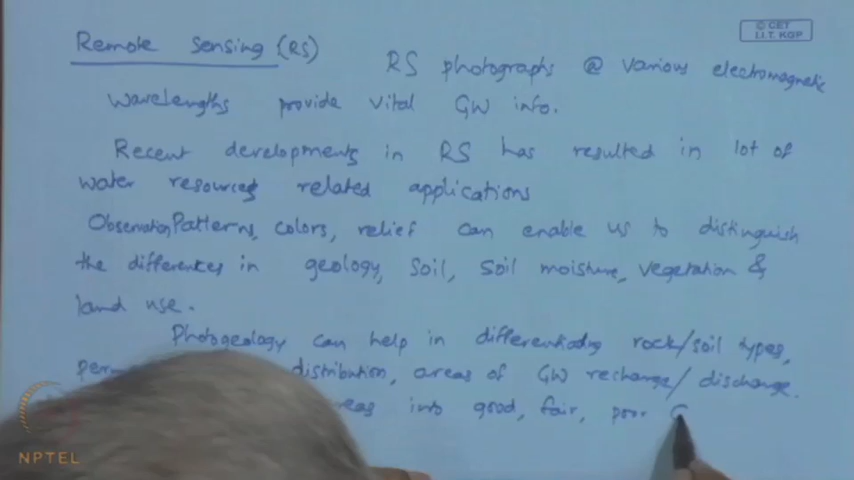 © CET
I.I.T. KGP
Remote Sensing (RS)
RS photographs @ various electromagnetic
wavelengths provide vital GW info.
Recent developments in RS has resulted in lot of
water resources related applications
Observation Patterns, colors, relief can enable us to distinguish
the differences in geology, soil, soil moisture, vegetation &
land use.
Photogeology can help in differentiating rock/soil types,
distribution, areas of GW recharge/discharge.
into good, fair, poor
NPTEL